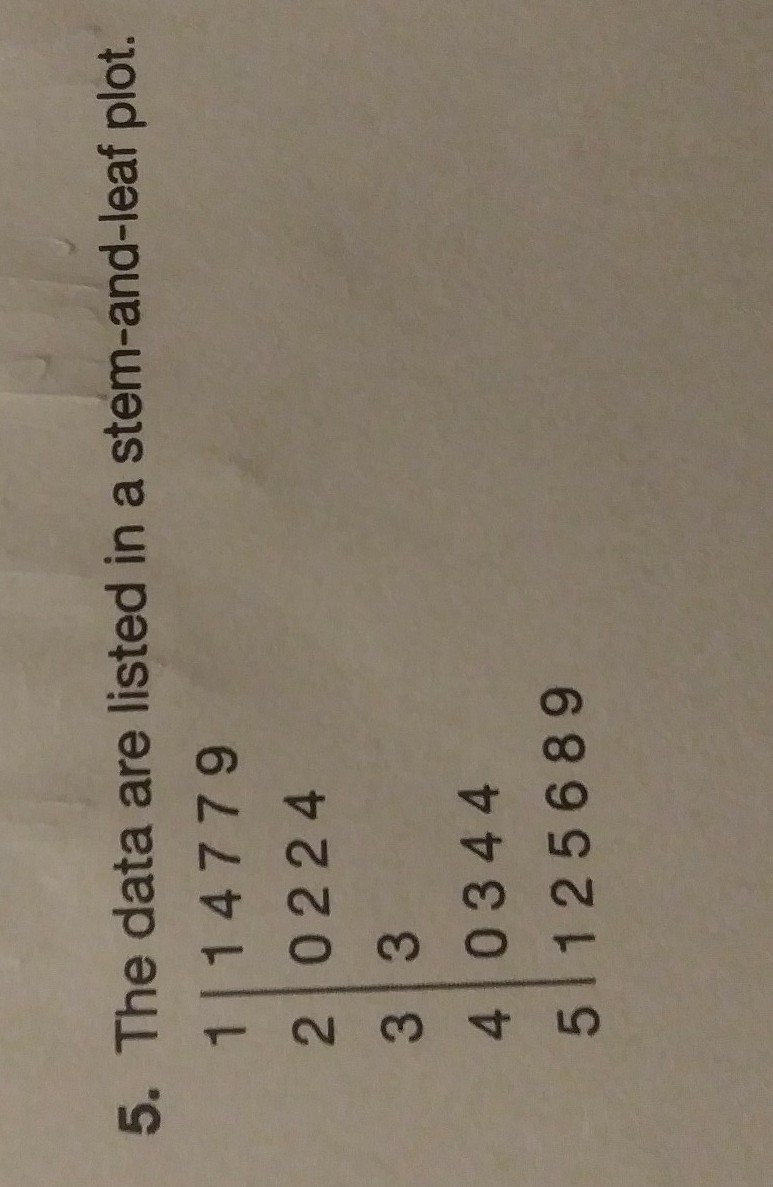 5. The data are listed in a stem-and-leaf plot.
1 | 1 4 7 7 9
2 | 0 2 2 4
3 | 3
4 | 0 3 4 4
5 | 1 2 5 6 8 9